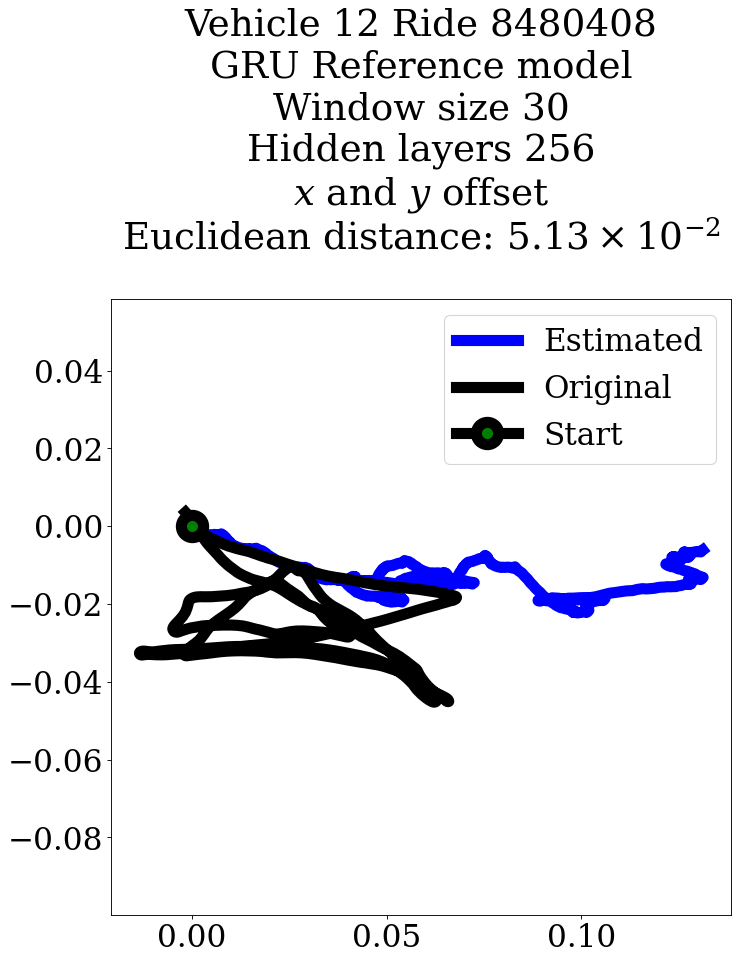 Vehicle 12 Ride 8480408
GRU Reference model
Window size 30
Hidden layers 256
x and y offset
Euclidean distance: 5.13 × 10⁻²
Estimated
Original
Start
0.04
0.02
0.00
−0.02
−0.04
−0.06
−0.08
0.00 0.05 0.10